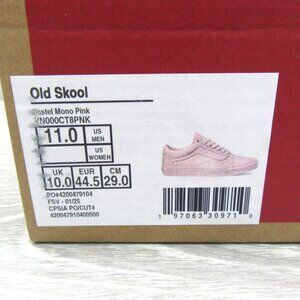 Old Skool
Pastel Mono Pink
VN000CT8PNK
11.0 US MEN
US WOMEN
UK EUR CM
10.0 44.5 29.0
PO#4200479104
FSV - 01/25
CPSIA PO/CUT#
420047910400500
1 97063 30971 0